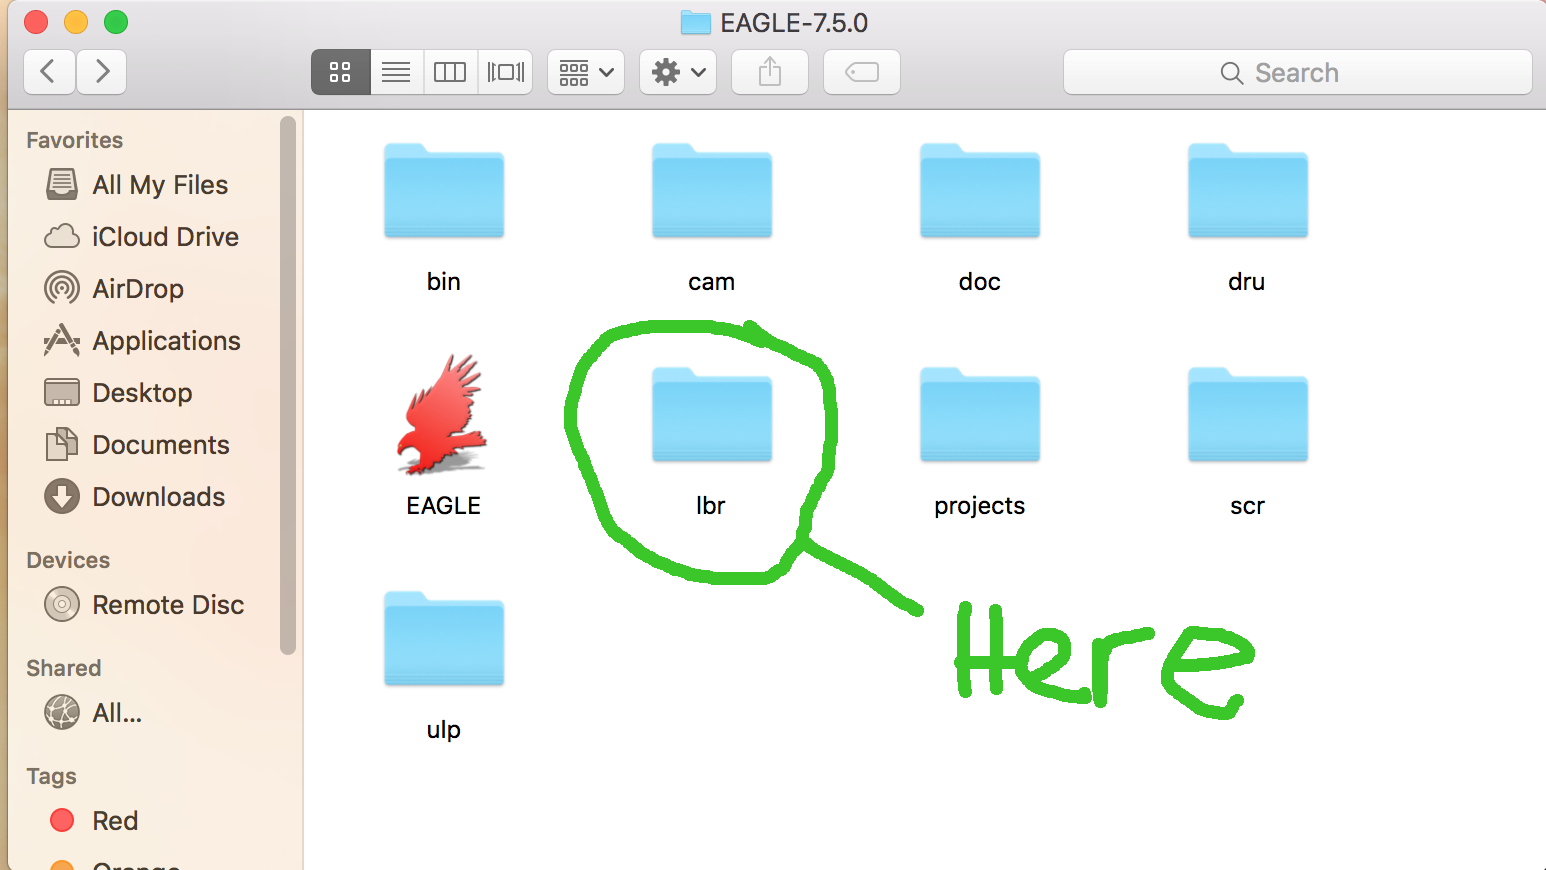 EAGLE-7.5.0
Search
Favorites
All My Files
iCloud Drive
AirDrop
Applications
Desktop
Documents
Downloads
Devices
Remote Disc
Shared
All...
Tags
Red
Orange
bin cam doc dru
EAGLE lbr projects scr
Here
ulp